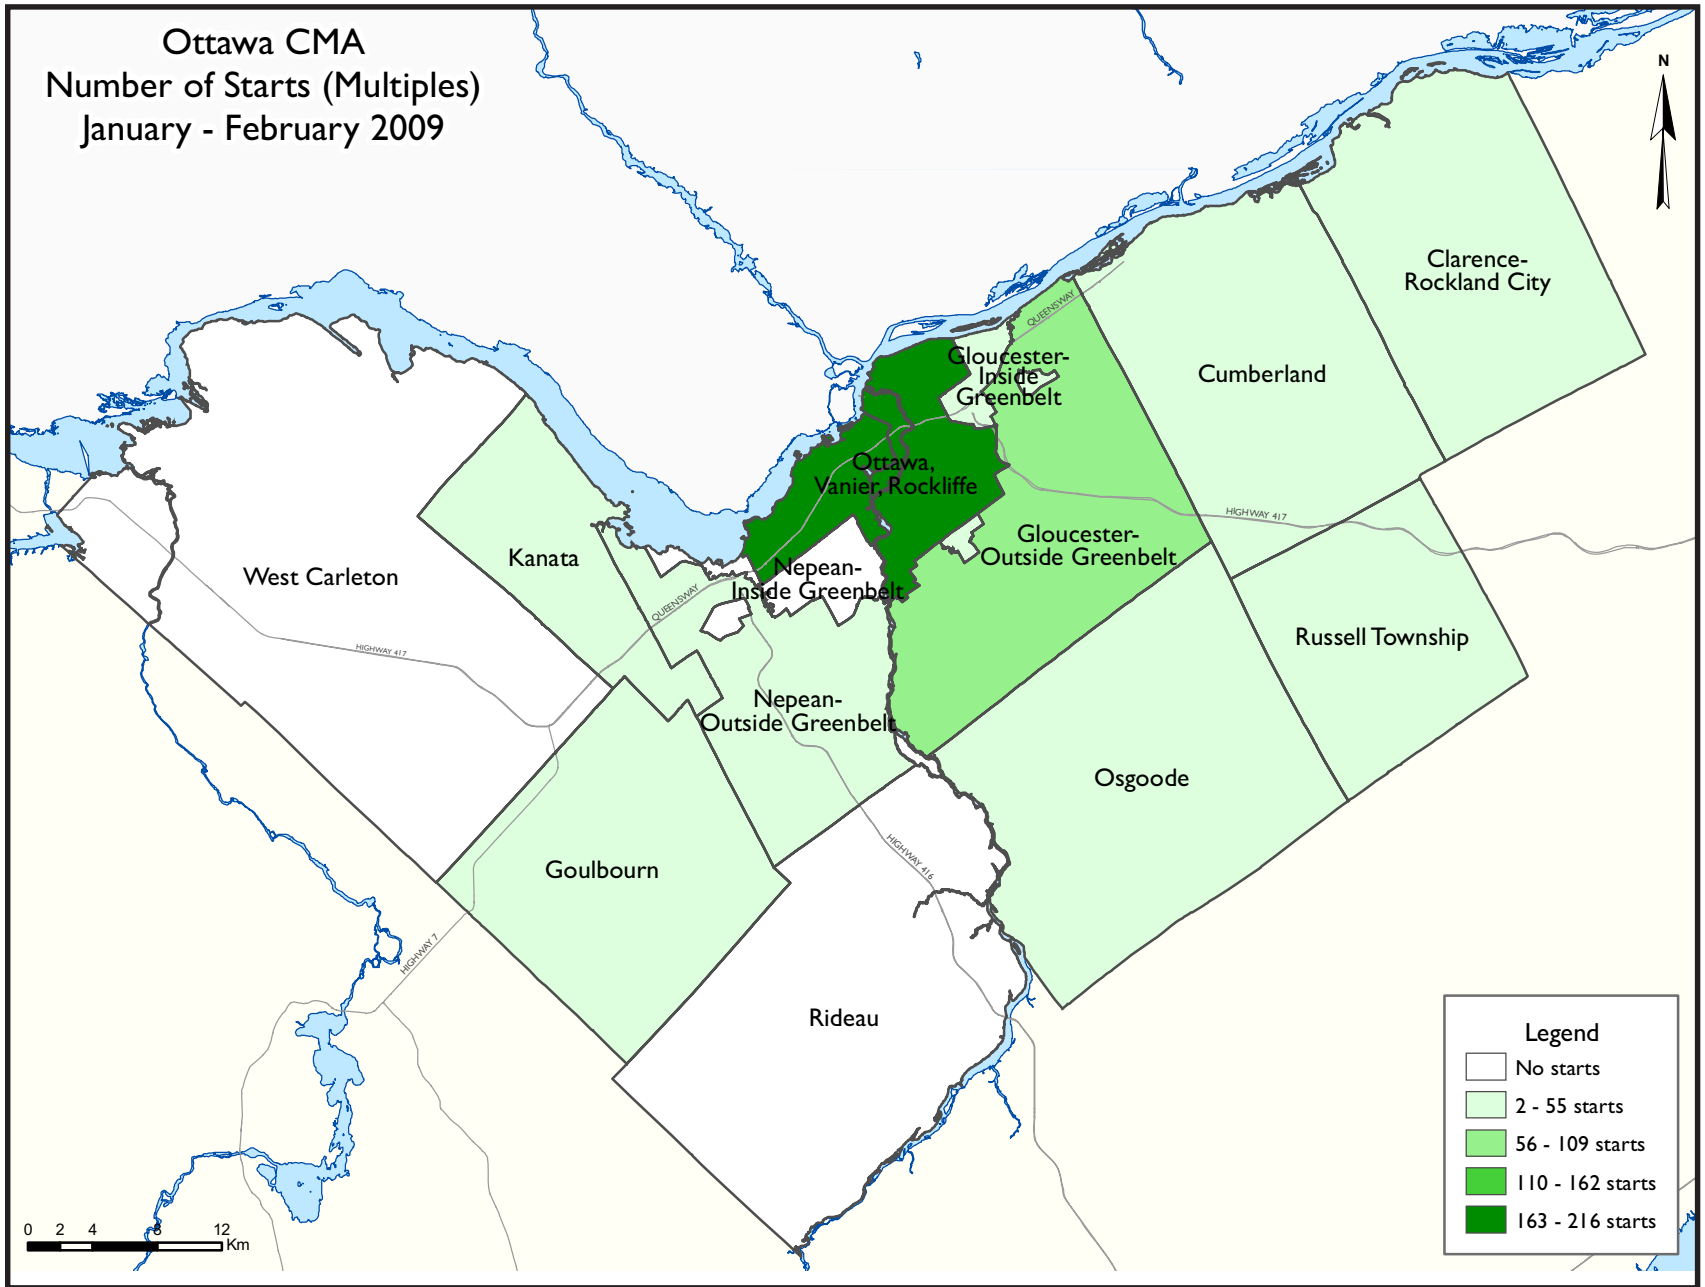 Ottawa CMA
Number of Starts (Multiples)
January - February 2009
N
Clarence-
Rockland City
QUEENSWAY
Gloucester-
Inside
Greenbelt
Cumberland
Ottawa,
Vanier, Rockliffe
HIGHWAY 417
Gloucester-
Outside Greenbelt
Kanata
West Carleton
Nepean-
Inside Greenbelt
QUEENSWAY
HIGHWAY 417
Russell Township
Nepean-
Outside Greenbelt
Osgoode
Goulbourn
HIGHWAY 416
HIGHWAY 7
Rideau
Legend
No starts
2 - 55 starts
56 - 109 starts
110 - 162 starts
163 - 216 starts
0 2 4 8 12
Km